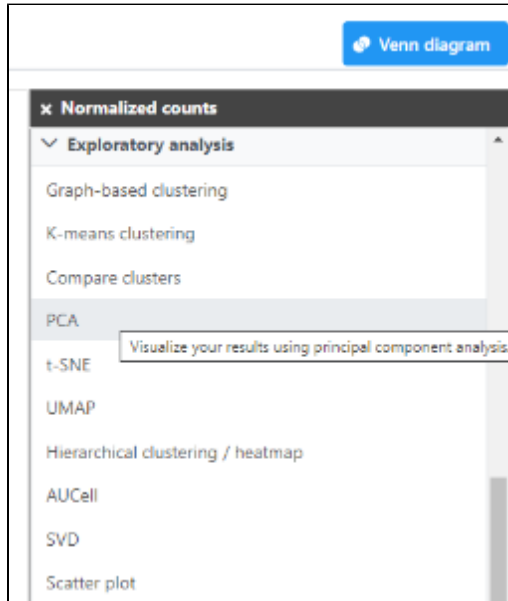 Venn diagram
x Normalized counts
Exploratory analysis
Graph-based clustering
K-means clustering
Compare clusters
PCA
Visualize your results using principal component analysis
t-SNE
UMAP
Hierarchical clustering / heatmap
AUCell
SVD
Scatter plot